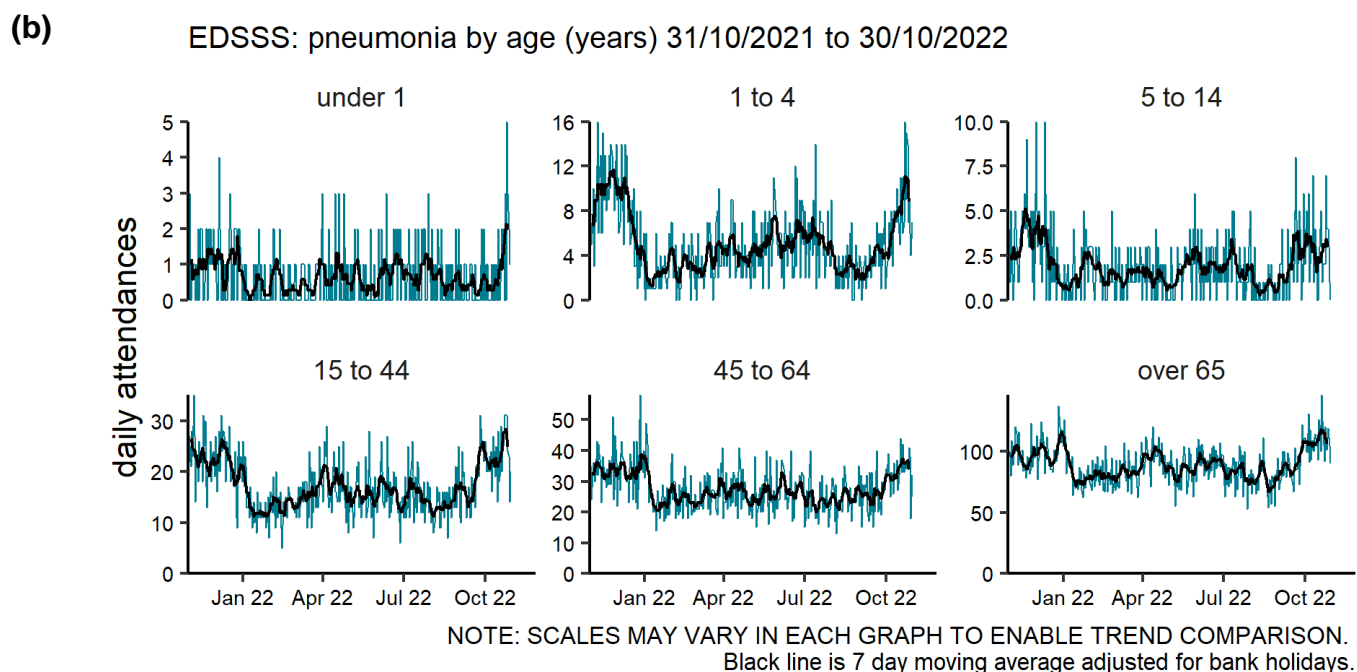 (b)
EDSSS: pneumonia by age (years) 31/10/2021 to 30/10/2022
daily attendances
under 1
5
4
3
2
1
0
1 to 4
16
12
8
4
0
5 to 14
10.0
7.5
5.0
2.5
0.0
15 to 44
30
20
10
0
Jan 22 Apr 22 Jul 22 Oct 22
45 to 64
50
40
30
20
10
0
Jan 22 Apr 22 Jul 22 Oct 22
over 65
100
50
0
Jan 22 Apr 22 Jul 22 Oct 22
NOTE: SCALES MAY VARY IN EACH GRAPH TO ENABLE TREND COMPARISON.
Black line is 7 day moving average adjusted for bank holidays.